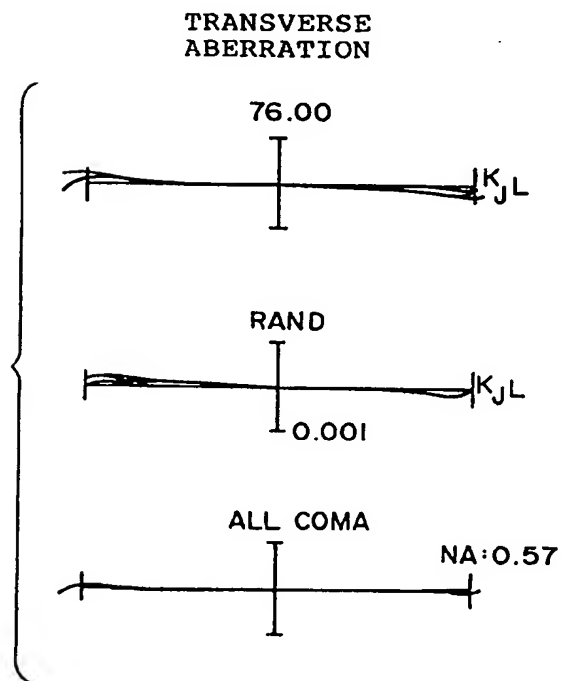 TRANSVERSE
ABERRATION
76.00
KJL
RAND
KJL
0.001
ALL COMA
NA:0.57